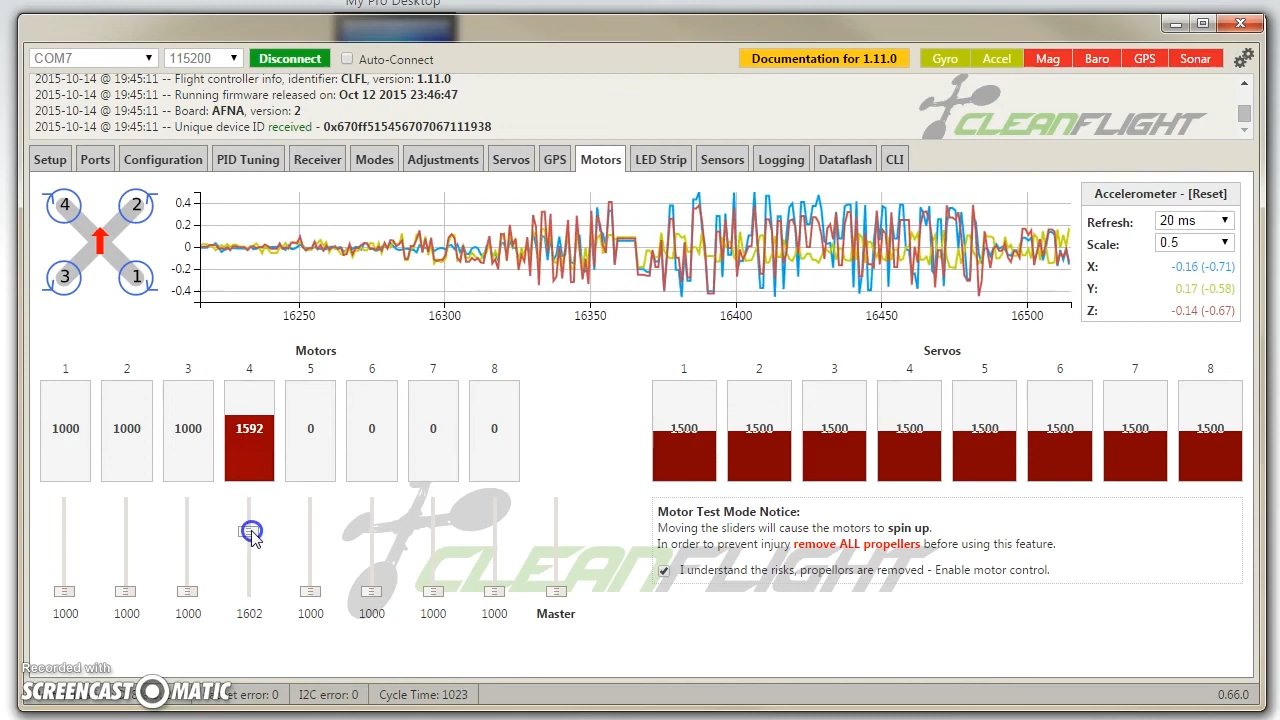 My Pro Desktop
COM7 115200 Disconnect Auto-Connect Documentation for 1.11.0 Gyro Accel Mag Baro GPS Sonar
2015-10-14 @ 19:45:11 -- Flight controller info, identifier: CLFL, version: 1.11.0
2015-10-14 @ 19:45:11 -- Running firmware released on: Oct 12 2015 23:46:47
2015-10-14 @ 19:45:11 -- Board: AFNA, version: 2
2015-10-14 @ 19:45:11 -- Unique device ID received - 0x670ff515456707067111938
CLEANFLIGHT
Setup Ports Configuration PID Tuning Receiver Modes Adjustments Servos GPS Motors LED Strip Sensors Logging Dataflash CLI
4 2
3 1
0.4
0.2
0
-0.2
-0.4
16250 16300 16350 16400 16450 16500
Accelerometer - [Reset]
Refresh: 20 ms
Scale: 0.5
X: -0.16 (-0.71)
Y: 0.17 (-0.58)
Z: -0.14 (-0.67)
Motors
1 2 3 4 5 6 7 8
1000 1000 1000 1592 0 0 0 0
1000 1000 1000 1602 1000 1000 1000 1000 Master
Servos
1 2 3 4 5 6 7 8
1500 1500 1500 1500 1500 1500 1500 1500
Motor Test Mode Notice:
Moving the sliders will cause the motors to spin up.
In order to prevent injury remove ALL propellers before using this feature.
I understand the risks, propellors are removed - Enable motor control.
CLEANFLIGHT
Recorded with
SCREENCAST MATIC
error: 0 I2C error: 0 Cycle Time: 1023 0.66.0